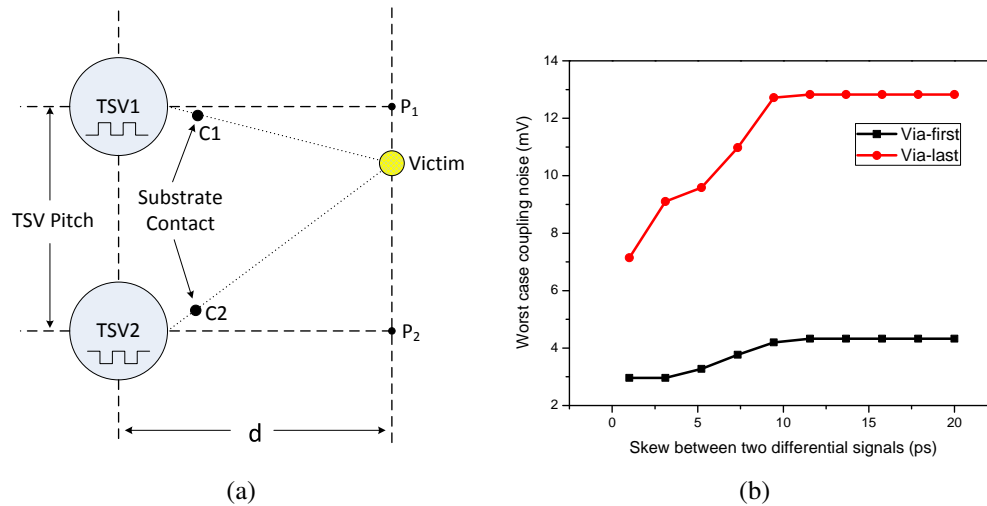 TSV1
C1
P1
Victim
TSV Pitch
Substrate
Contact
C2
TSV2
P2
d
(a)
14
12
10
8
6
4
2
Worst case coupling noise (mV)
Via-first
Via-last
0 5 10 15 20
Skew between two differential signals (ps)
(b)